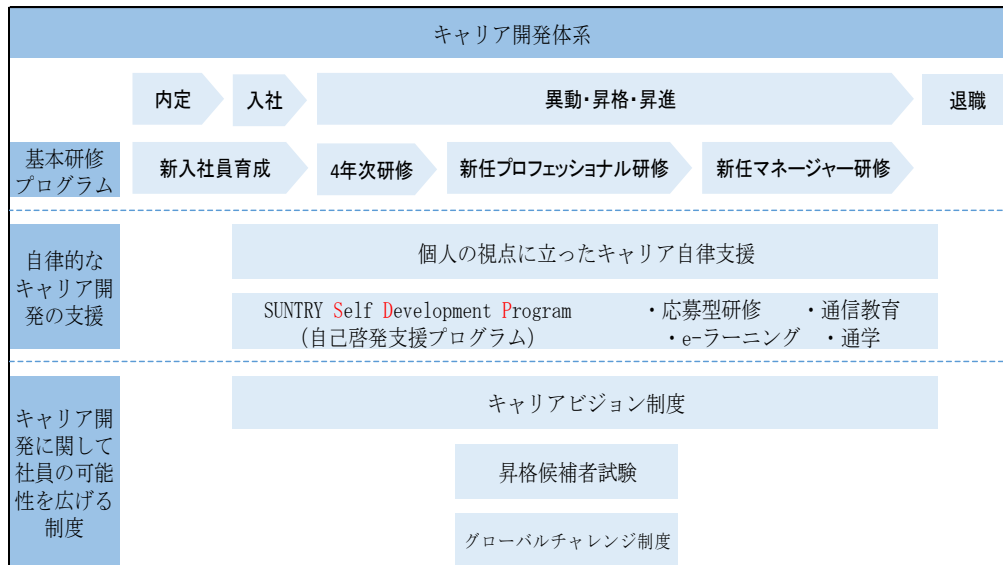 キャリア開発体系
内定
入社
異動・昇格・昇進
退職
基本研修
プログラム
新入社員育成
4年次研修
新任プロフェッショナル研修
新任マネージャー研修
自律的な
キャリア開
発の支援
個人の視点に立ったキャリア自律支援
SUNTRY Self Development Program ・応募型研修 ・通信教育
(自己啓発支援プログラム) ・e-ラーニング ・通学
キャリア開
発に関して
社員の可能
性を広げる
制度
キャリアビジョン制度
昇格候補者試験
グローバルチャレンジ制度